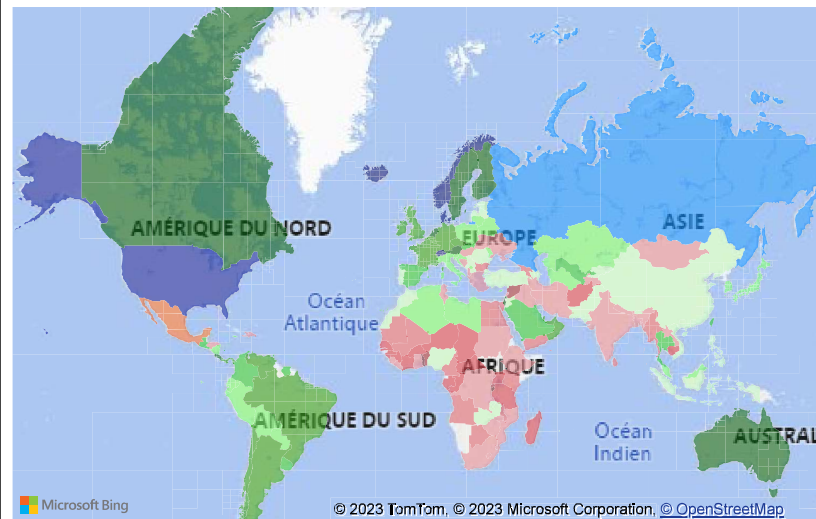 AMÉRIQUE DU NORD
ASIE
EUROPE
Océan
Atlantique
AFRIQUE
AMÉRIQUE DU SUD
Océan
Indien
AUSTRAL
Microsoft Bing
© 2023 TomTom, © 2023 Microsoft Corporation, © OpenStreetMap